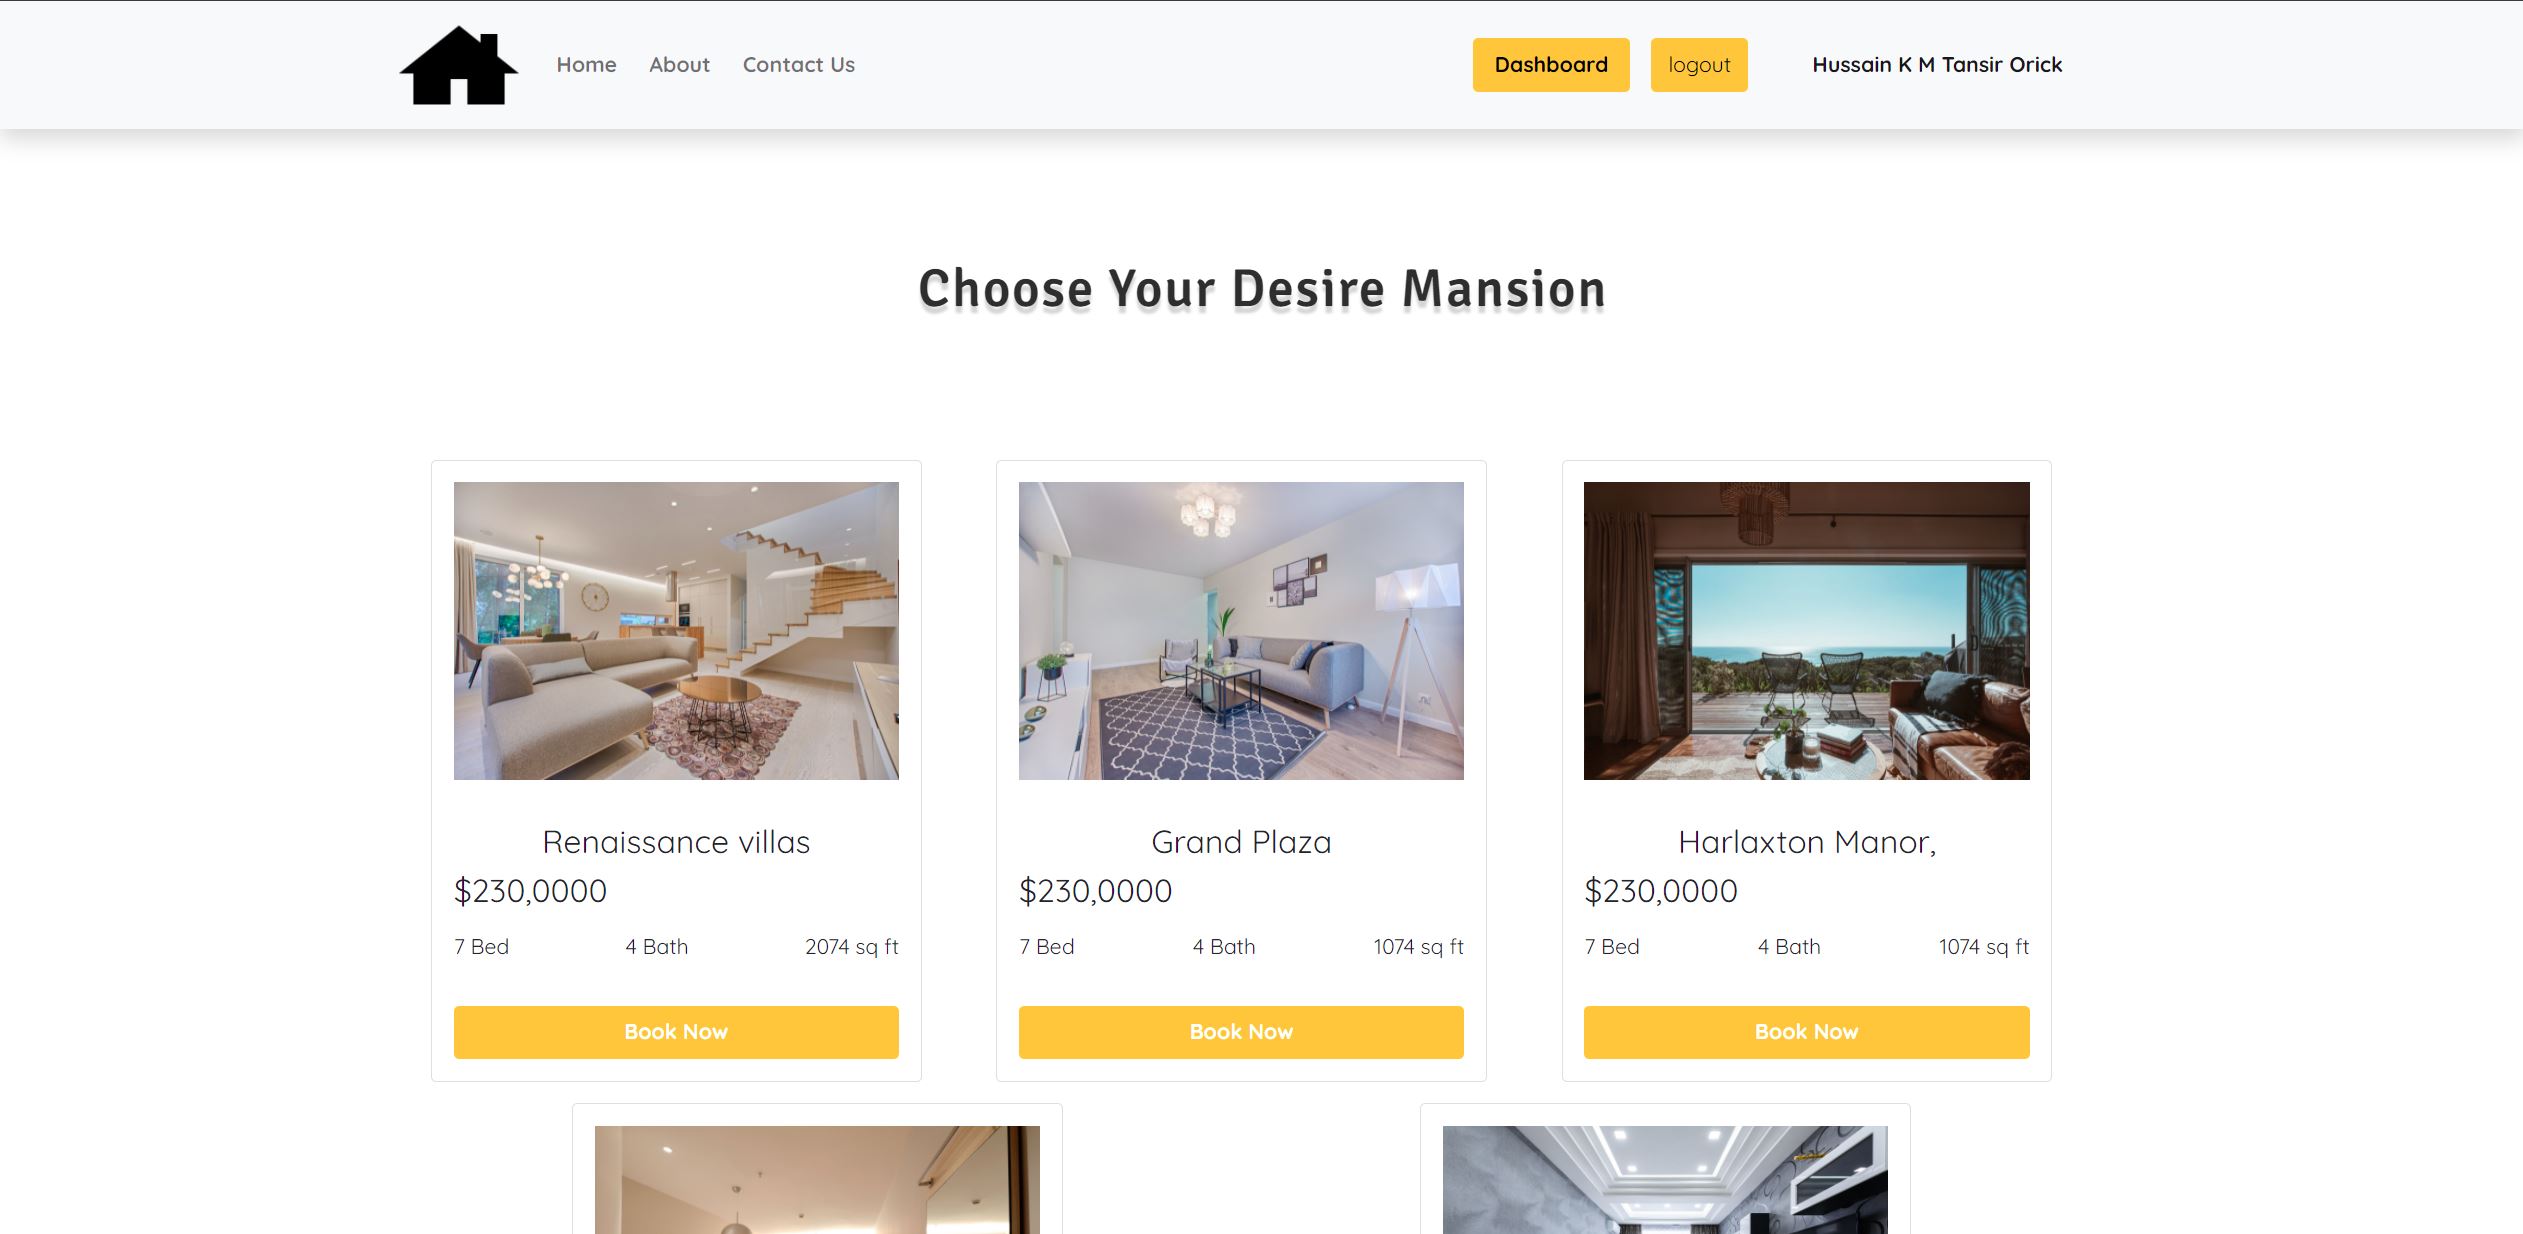 Home About Contact Us Dashboard logout Hussain K M Tansir Orick
Choose Your Desire Mansion
Renaissance villas
$230,0000
7 Bed 4 Bath 2074 sq ft
Book Now
Grand Plaza
$230,0000
7 Bed 4 Bath 1074 sq ft
Book Now
Harlaxton Manor,
$230,0000
7 Bed 4 Bath 1074 sq ft
Book Now